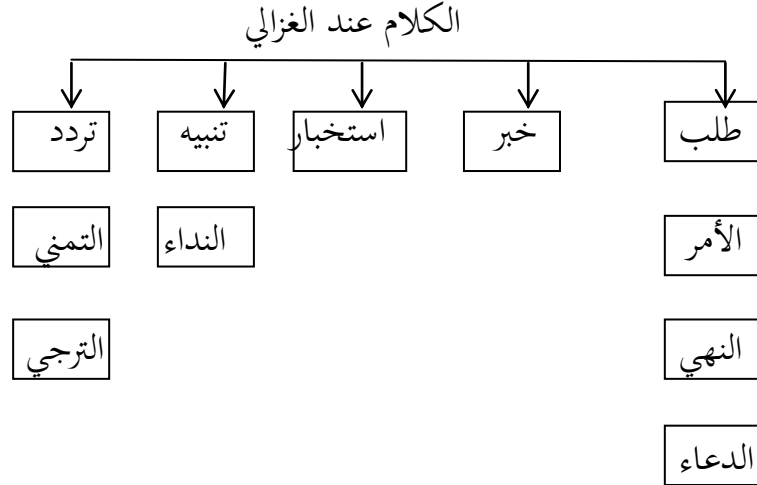 الكلام عند الغزالي
طلب خبر استخبار تنبيه تردد
الأمر النداء التمني
النهي الترجي
الدعاء